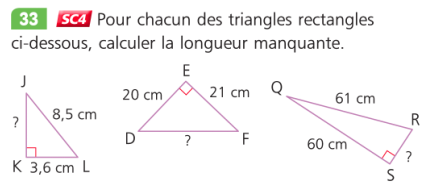 33 SC4 Pour chacun des triangles rectangles
ci-dessous, calculer la longueur manquante.
J
?
8,5 cm
K 3,6 cm L
E
20 cm
21 cm
D
?
F
Q
61 cm
R
60 cm
?
S